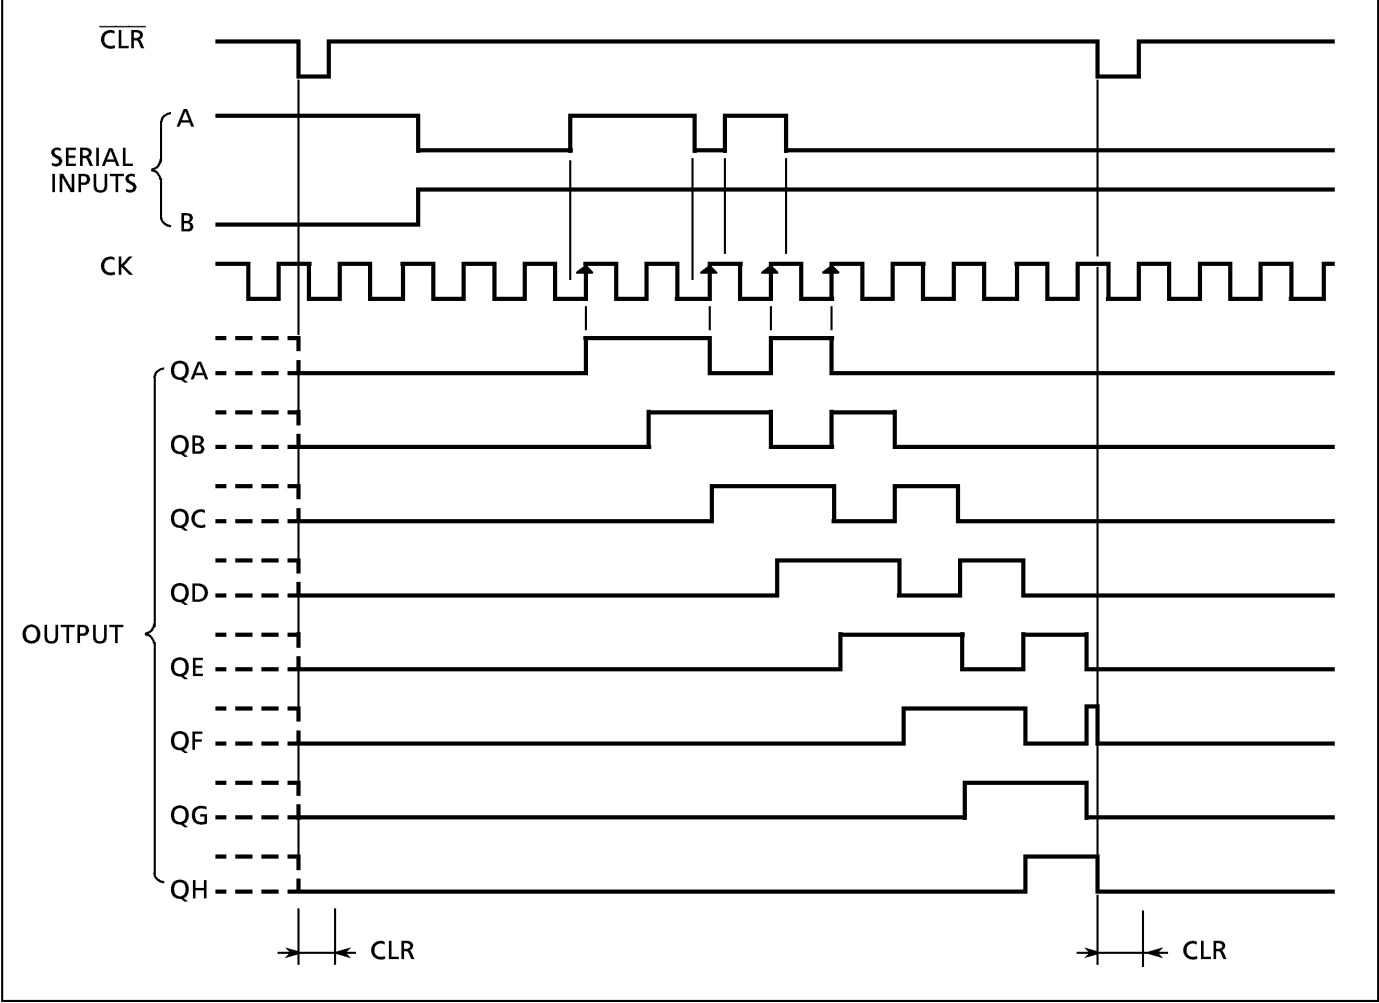 CLR
A
SERIAL
INPUTS
B
CK
QA
QB
QC
QD
OUTPUT
QE
QF
QG
QH
CLR
CLR